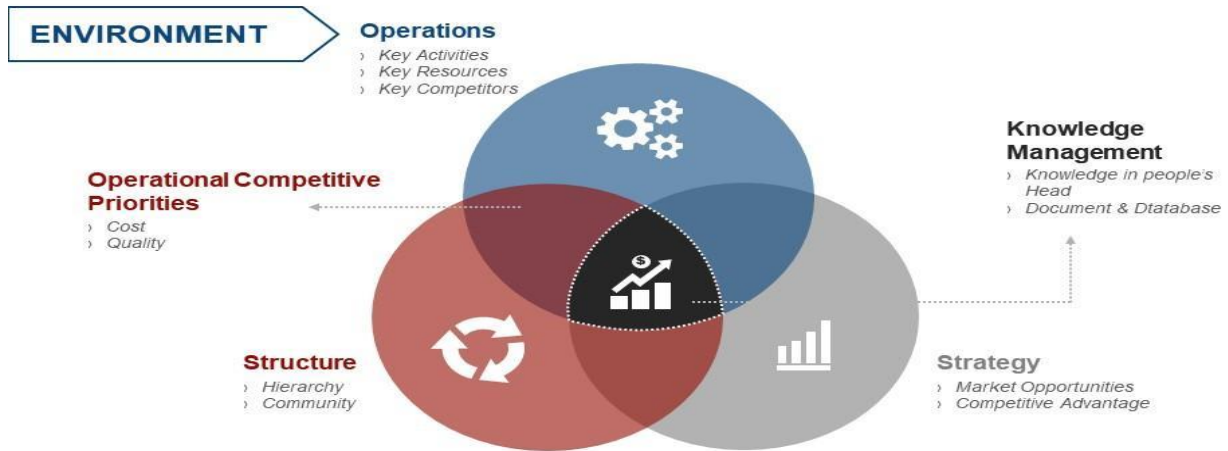 ENVIRONMENT
Operations
› Key Activities
› Key Resources
› Key Competitors
$
Knowledge
Management
› Knowledge in people's
Head
› Document & Dtatabase
Operational Competitive
Priorities
› Cost
› Quality
Structure
› Hierarchy
› Community
Strategy
› Market Opportunities
› Competitive Advantage